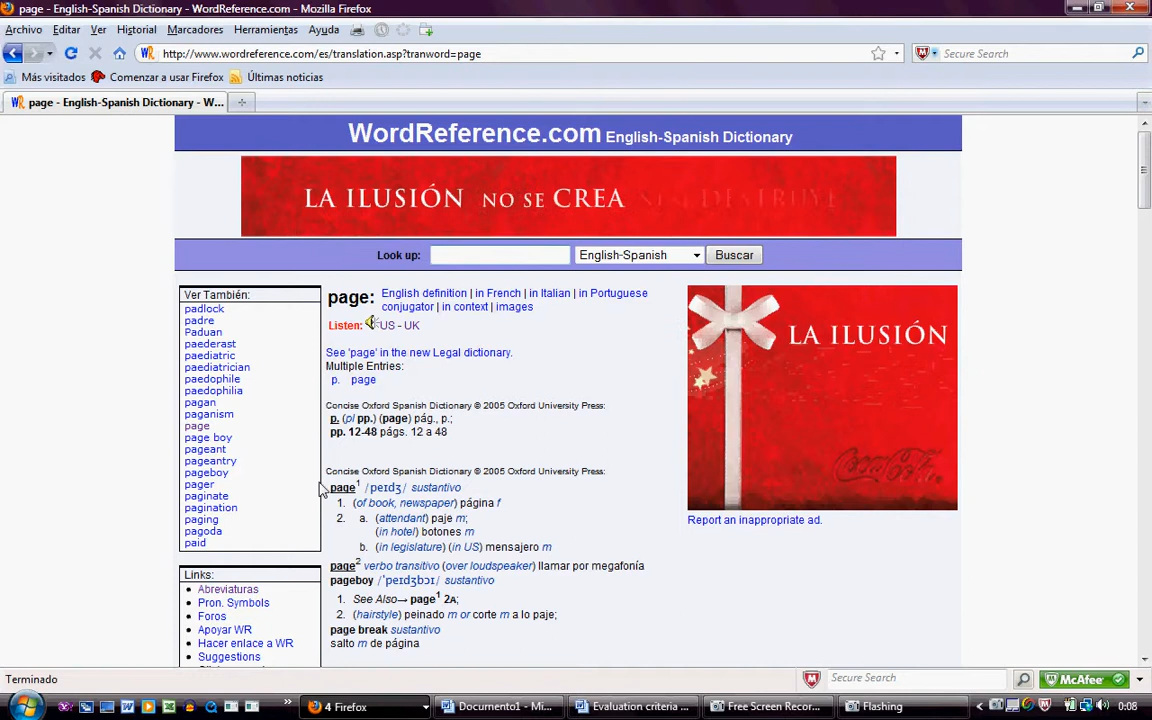 page - English-Spanish Dictionary - WordReference.com - Mozilla Firefox
Archivo Editar Ver Historial Marcadores Herramientas Ayuda
http://www.wordreference.com/es/translation.asp?tranword=page
Secure Search
Más visitados Comenzar a usar Firefox Últimas noticias
page - English-Spanish Dictionary - W...
WordReference.com English-Spanish Dictionary
LA ILUSIÓN NO SE CREA NI SE DESTRUYE
Look up: English-Spanish Buscar
Ver También:
padlock
padre
Paduan
paederast
paediatric
paediatrician
paedophile
paedophilia
pagan
paganism
page
page boy
pageant
pageantry
pageboy
pager
paginate
pagination
paging
pagoda
paid
Links:
Abreviaturas
Pron. Symbols
Foros
Apoyar WR
Hacer enlace a WR
Suggestions
page: English definition | in French | in Italian | in Portuguese
conjugator | in context | images
Listen: US - UK
See 'page' in the new Legal dictionary.
Multiple Entries:
p. page
Concise Oxford Spanish Dictionary © 2005 Oxford University Press:
p. (pl pp.) (page) pág., p.;
pp. 12-48 págs. 12 a 48
Concise Oxford Spanish Dictionary © 2005 Oxford University Press:
page1 /peɪdʒ/ sustantivo
1. (of book, newspaper) página f
2. a. (attendant) paje m;
(in hotel) botones m
b. (in legislature) (in US) mensajero m
page2 verbo transitivo (over loudspeaker) llamar por megafonía
pageboy /ˈpeɪdʒbɔɪ/ sustantivo
1. See Also→ page1 2A;
2. (hairstyle) peinado m or corte m a lo paje;
page break sustantivo
salto m de página
LA ILUSIÓN
Coca-Cola
Report an inappropriate ad.
Terminado
Secure Search
McAfee
4 Firefox
Documento1 - Mi...
Evaluation criteria ...
Free Screen Recor...
Flashing
0:08